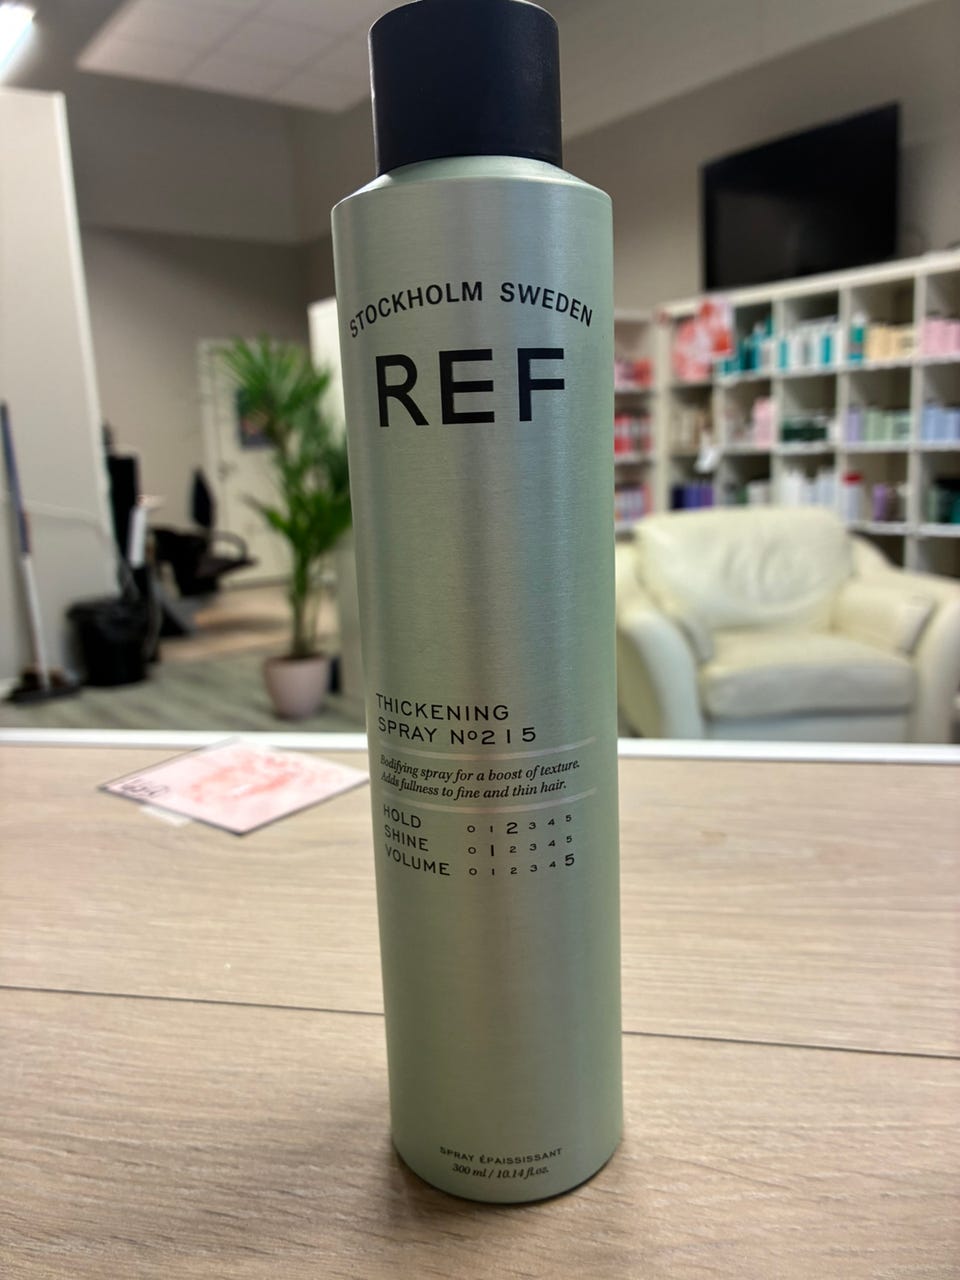 STOCKHOLM SWEDEN
REF
THICKENING
SPRAY Nº215
Bodifying spray for a boost of texture.
Adds fullness to fine and thin hair.
HOLD 0 1 2 3 4 5
SHINE 0 1 2 3 4 5
VOLUME 0 1 2 3 4 5
SPRAY ÉPAISSISSANT
300 ml / 10.14 fl.oz.